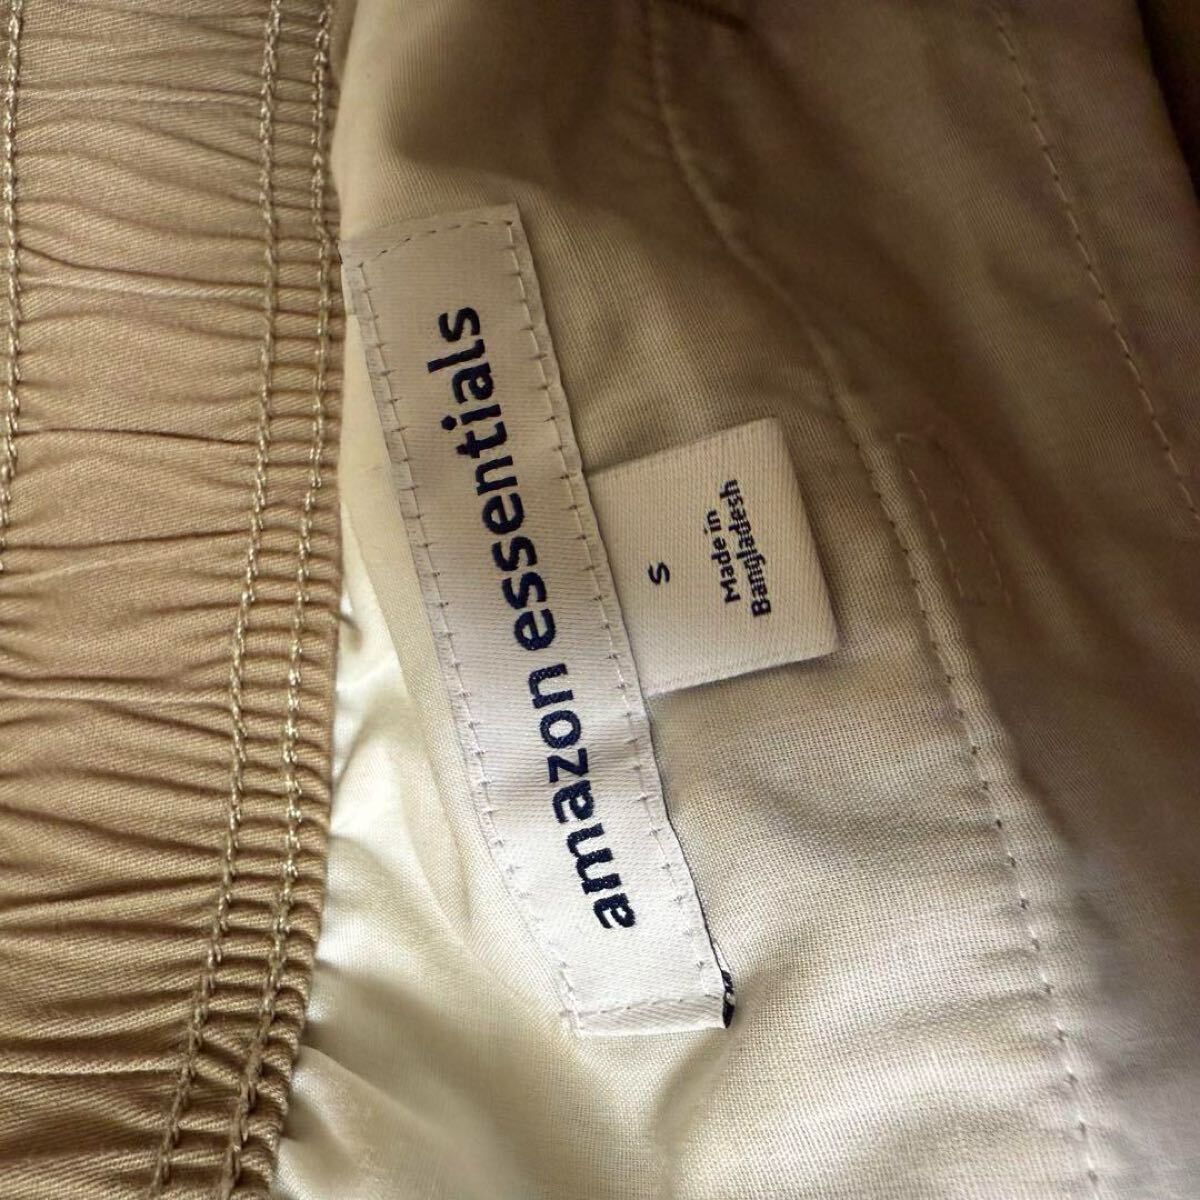 amazon essentials
S
Made in
Bangladesh